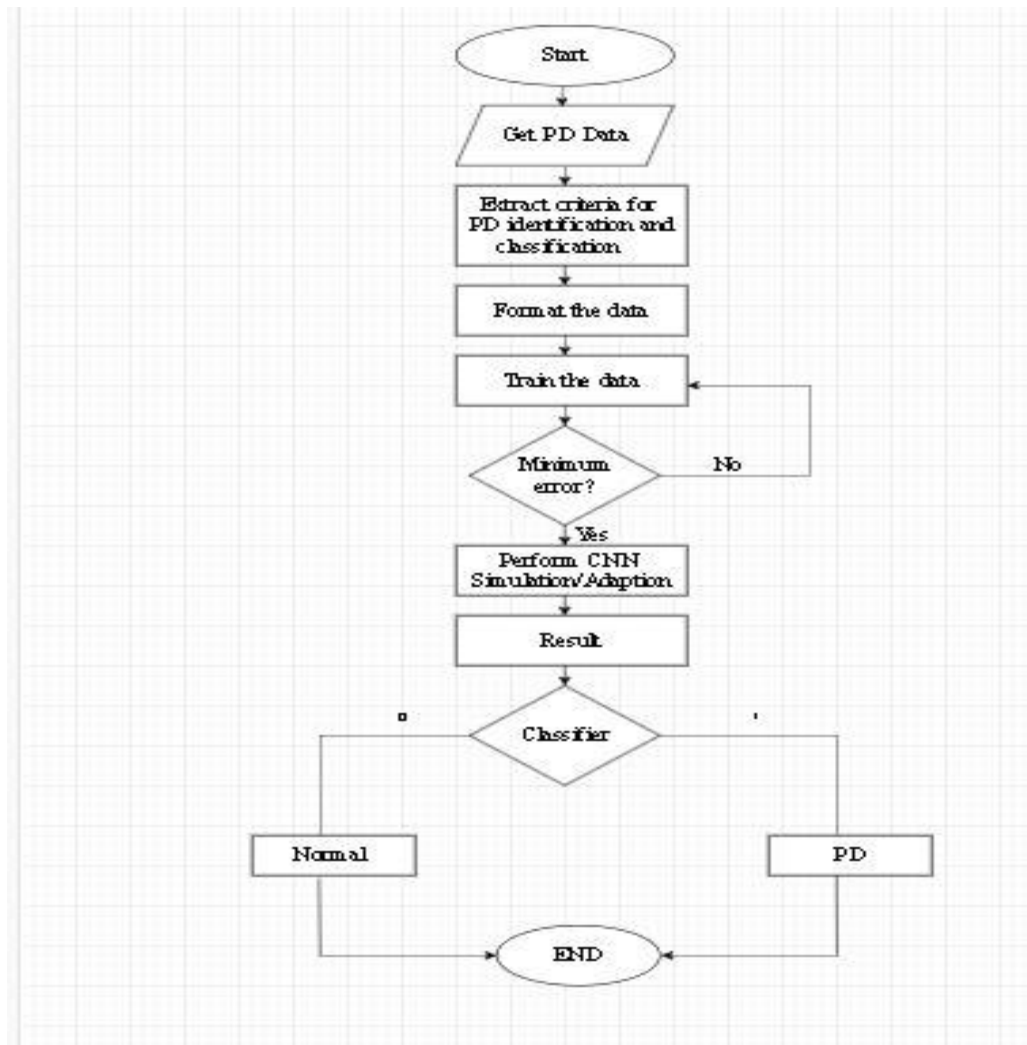 Start
Get PD Data
Extract criteria for
PD identification and
classification
Format the data
Train the data
Minimum
error?
No
Yes
Perform CNN
Simulation/Adaption
Result
Classifier
Normal
PD
END